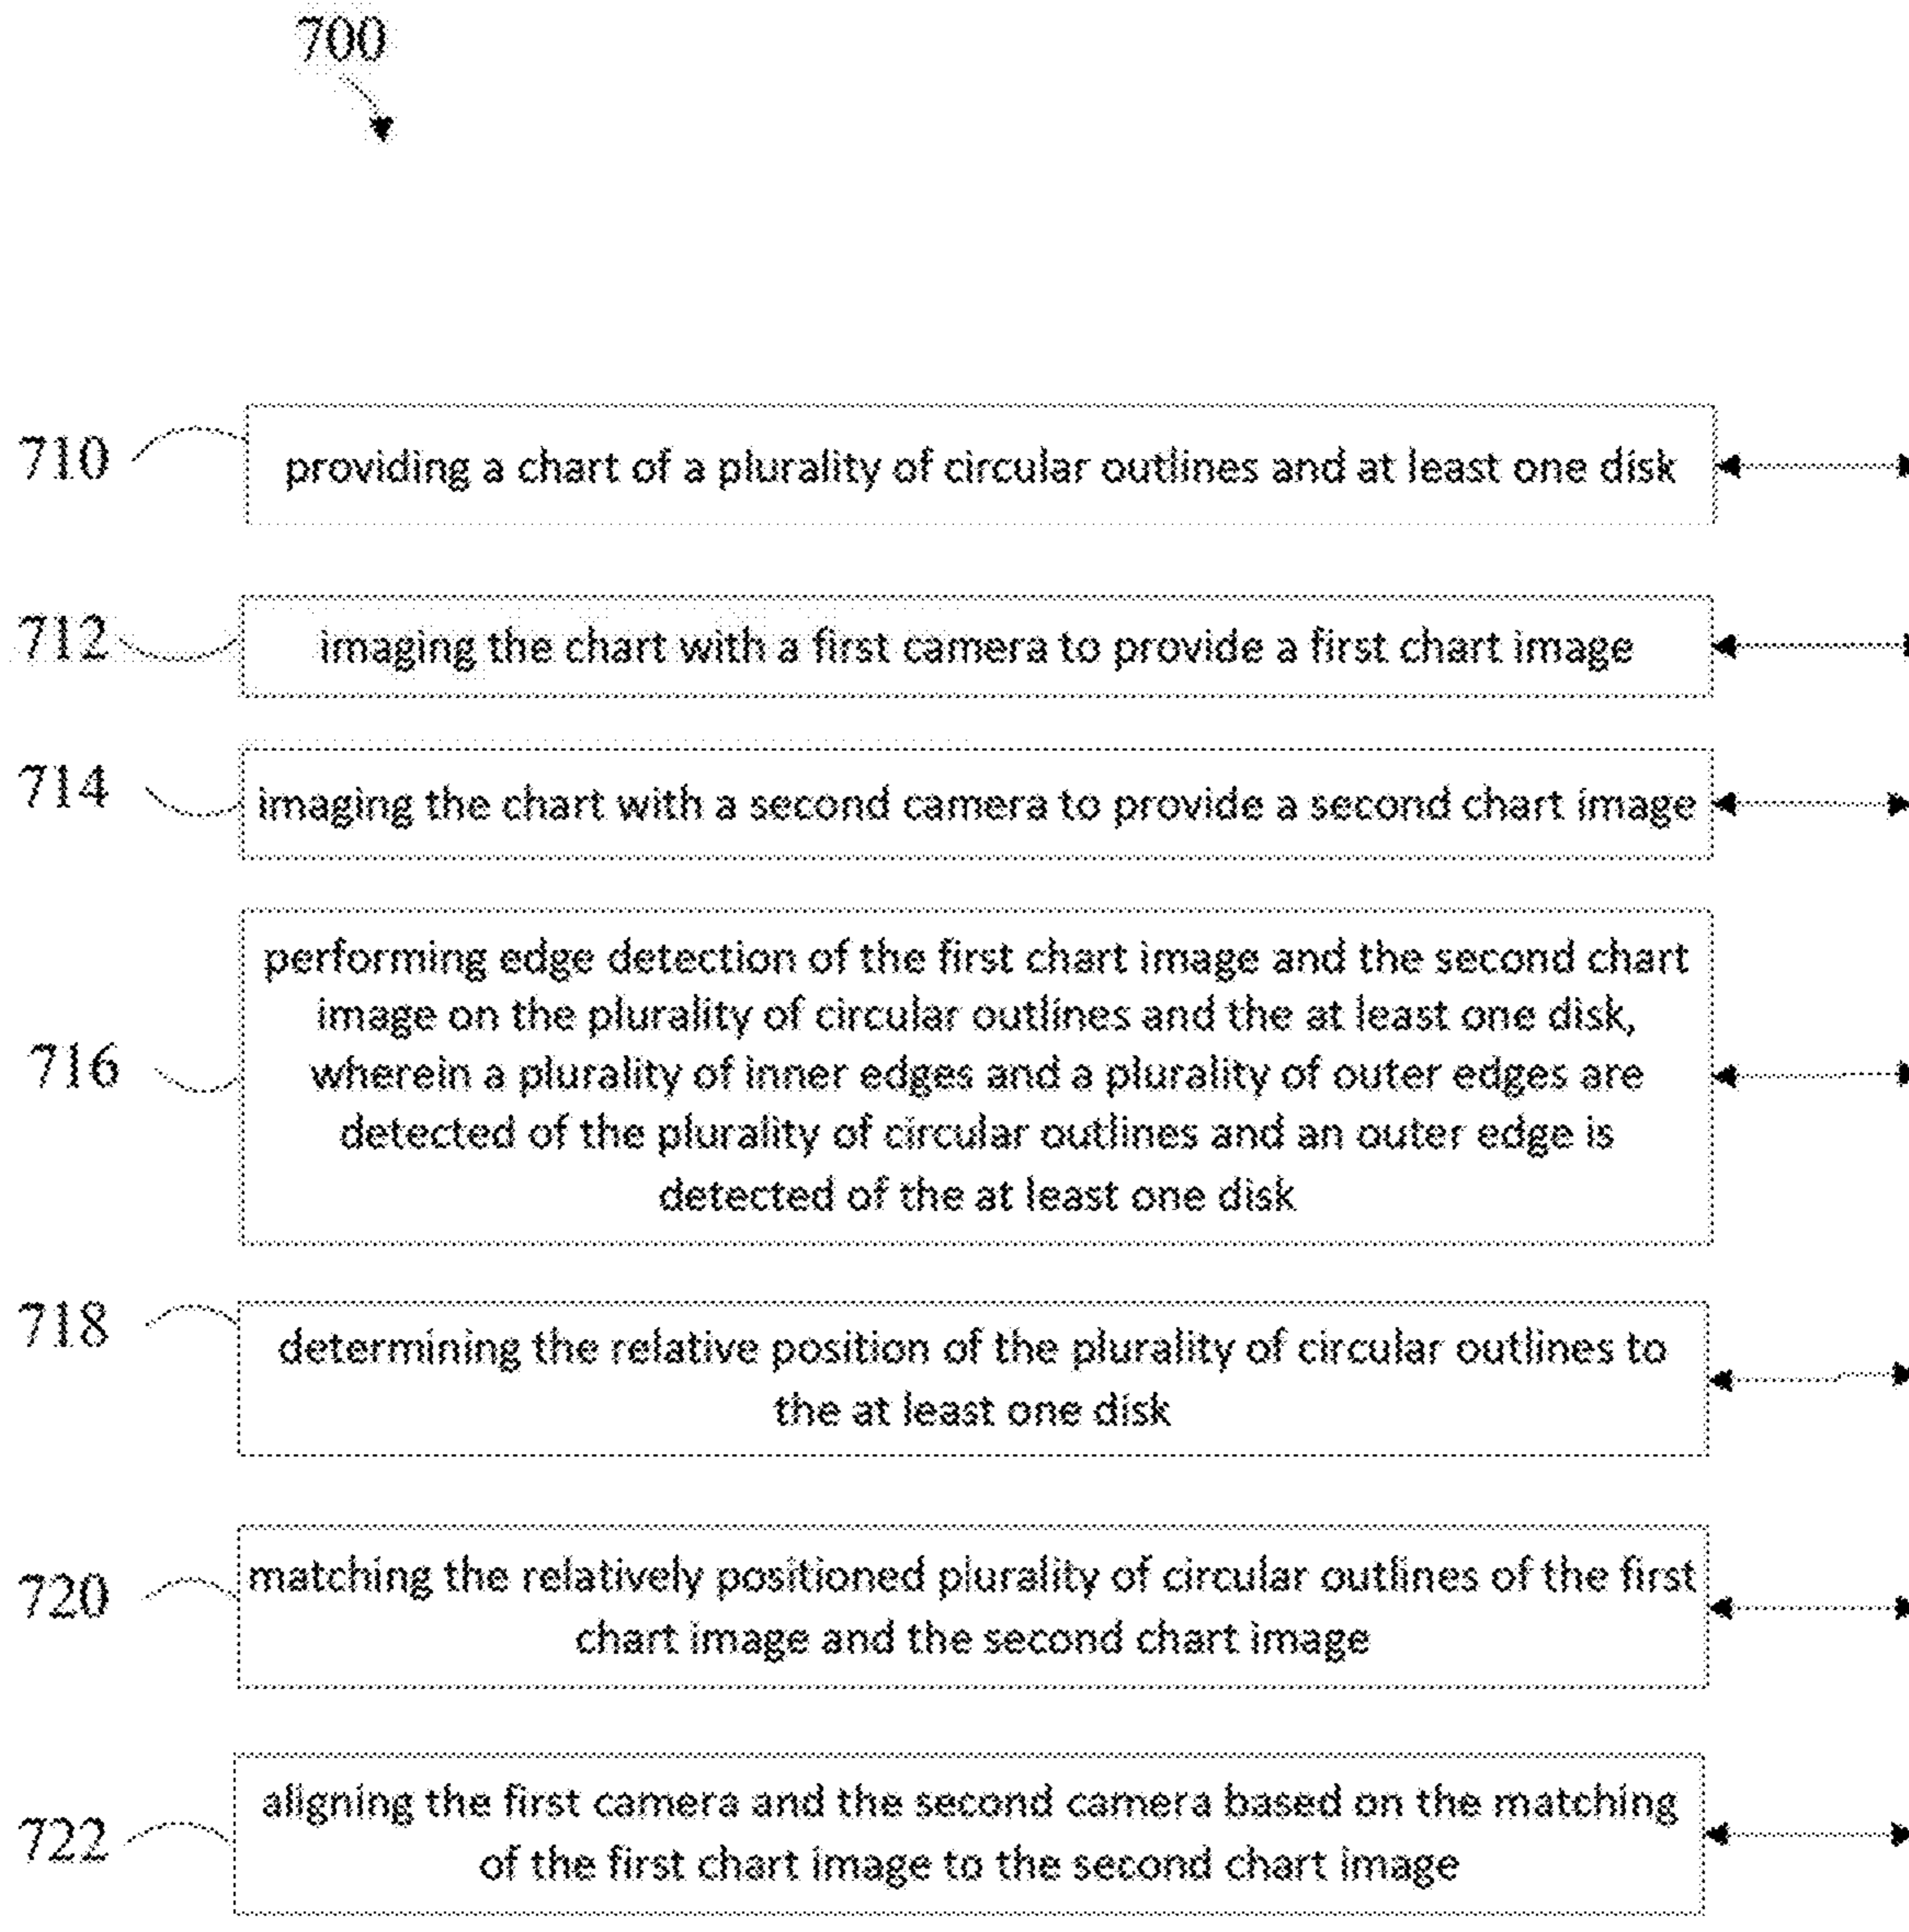 700
710
providing a chart of a plurality of circular outlines and at least one disk
712
imaging the chart with a first camera to provide a first chart image
714
imaging the chart with a second camera to provide a second chart image
716
performing edge detection of the first chart image and the second chart
image on the plurality of circular outlines and the at least one disk,
wherein a plurality of inner edges and a plurality of outer edges are
detected of the plurality of circular outlines and an outer edge is
detected of the at least one disk
718
determining the relative position of the plurality of circular outlines to
the at least one disk
720
matching the relatively positioned plurality of circular outlines of the first
chart image and the second chart image
722
aligning the first camera and the second camera based on the matching
of the first chart image to the second chart image